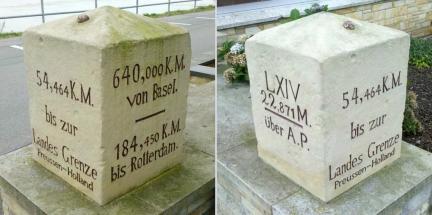 54,464 K.M.
bis zur
Landes Grenze
Preussen-Holland
640,000 K.M.
von Basel.
184,450 K.M.
bis Rotterdam.
LXIV
22.871 M.
über A.P.
54,464 K.M.
bis zur
Landes Grenze
Preussen-Holland